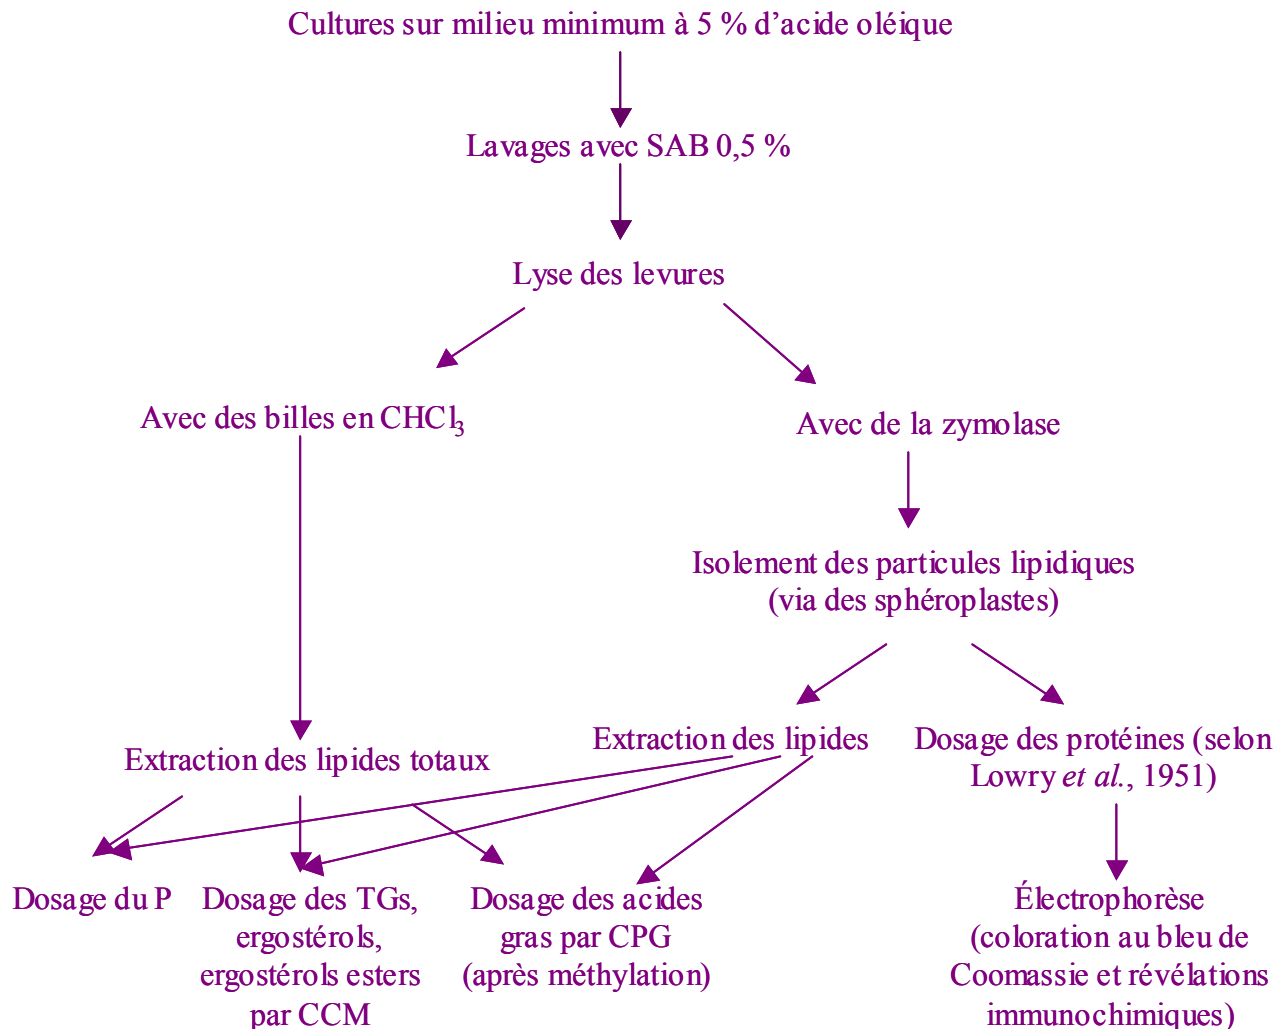 Cultures sur milieu minimum à 5 % d’acide oléique
Lavages avec SAB 0,5 %
Lyse des levures
Avec des billes en CHCl₃
Avec de la zymolase
Isolement des particules lipidiques
(via des sphéroplastes)
Extraction des lipides totaux
Extraction des lipides
Dosage des protéines (selon
Lowry et al., 1951)
Dosage du P
Dosage des TGs,
ergostérols,
ergostérols esters
par CCM
Dosage des acides
gras par CPG
(après méthylation)
Électrophorèse
(coloration au bleu de
Coomassie et révélations
immunochimiques)